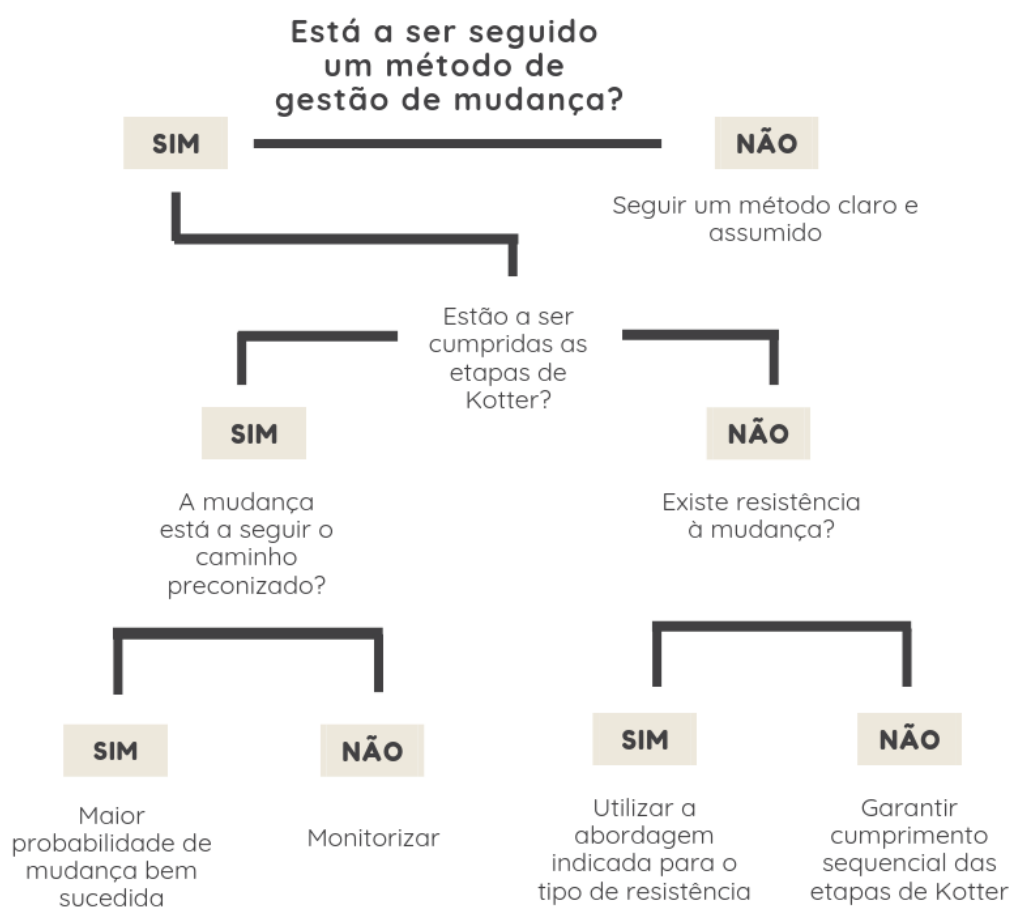 Está a ser seguido
um método de
gestão de mudança?
SIM
NÃO
Seguir um método claro e
assumido
Estão a ser
cumpridas as
etapas de
Kotter?
SIM
NÃO
A mudança
está a seguir o
caminho
preconizado?
Existe resistência
à mudança?
SIM
NÃO
SIM
NÃO
Maior
probabilidade de
mudança bem
sucedida
Monitorizar
Utilizar a
abordagem
indicada para o
tipo de resistência
Garantir
cumprimento
sequencial das
etapas de Kotter